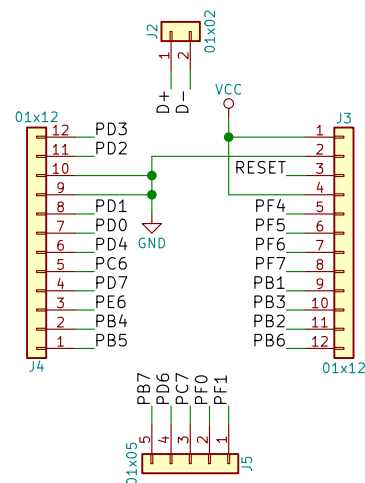 J2
01x02
1
2
D+
D-
VCC
01x12
J3
12 PD3
1
11 PD2
2
10
RESET 3
9
4
8 PD1
PF4 5
7 PD0
GND
PF5 6
6 PD4
PF6 7
5 PC6
PF7 8
4 PD7
PB1 9
3 PE6
PB3 10
2 PB4
PB2 11
1 PB5
PB6 12
J4
01x12
PB7
PD6
PC7
PF0
PF1
5
4
3
2
1
01x05
J5